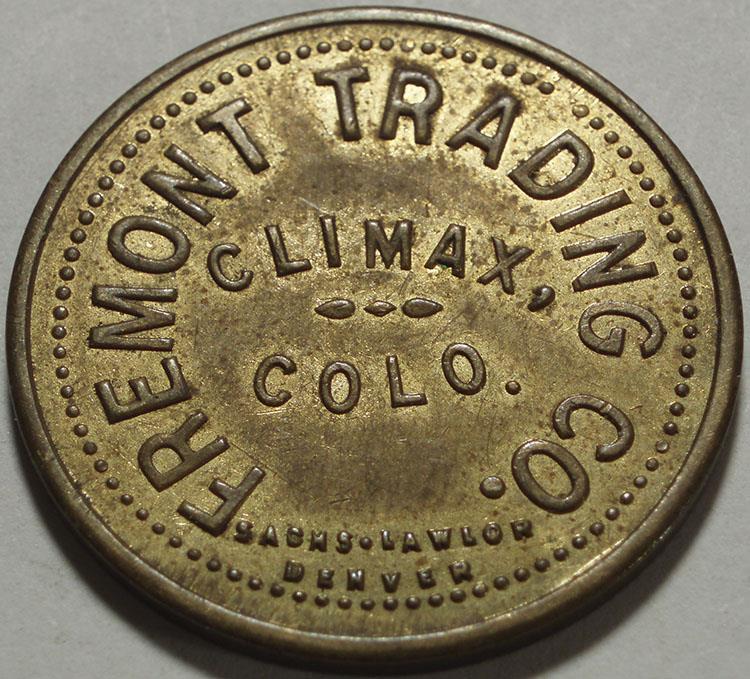 FREMONT TRADING CO.
CLIMAX,
COLO.
SACHS•LAWLOR
DENVER